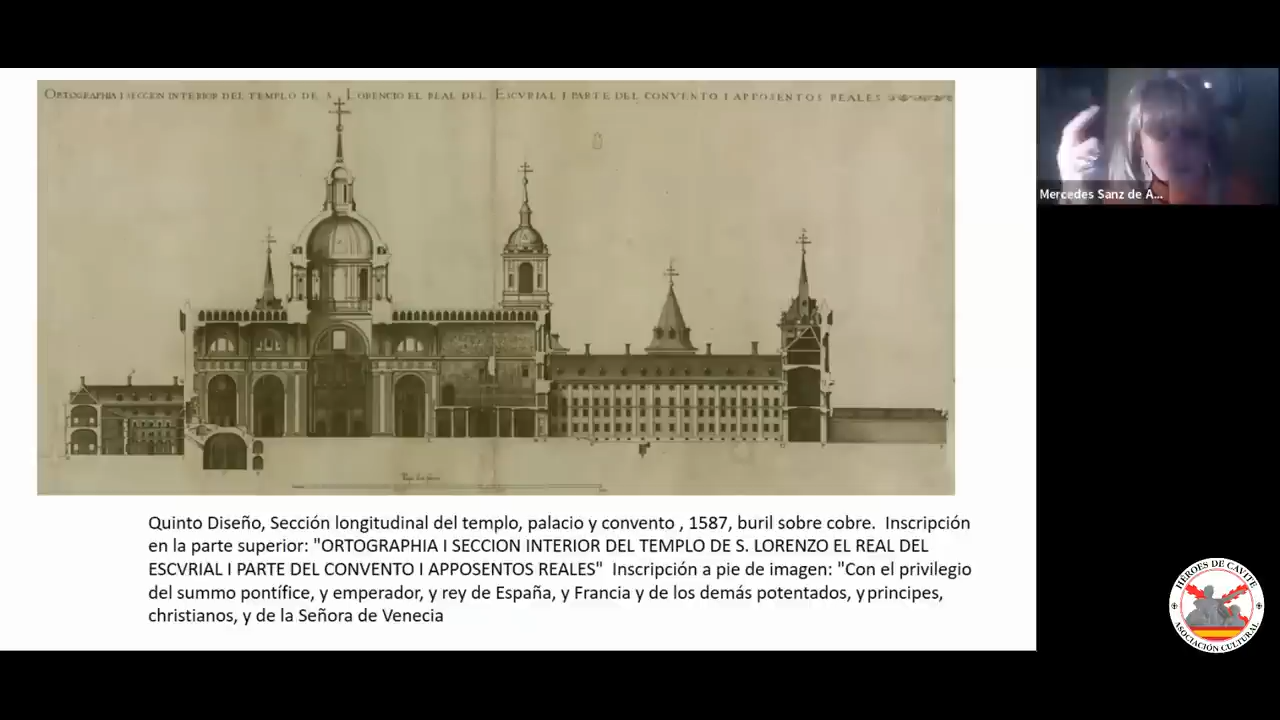 ORTOGRAPHIA I SECCION INTERIOR DEL TEMPLO DE S. LORENCIO EL REAL DEL ESCVRIAL I PARTE DEL CONVENTO I APPOSENTOS REALES
Mercedes Sanz de A...
Quinto Diseño, Sección longitudinal del templo, palacio y convento , 1587, buril sobre cobre. Inscripción
en la parte superior: "ORTOGRAPHIA I SECCION INTERIOR DEL TEMPLO DE S. LORENZO EL REAL DEL
ESCVRIAL I PARTE DEL CONVENTO I APPOSENTOS REALES" Inscripción a pie de imagen: "Con el privilegio
del summo pontífice, y emperador, y rey de España, y Francia y de los demás potentados, y principes,
christianos, y de la Señora de Venecia
HÉROES DE CAVITE
ASOCIACIÓN CULTURAL